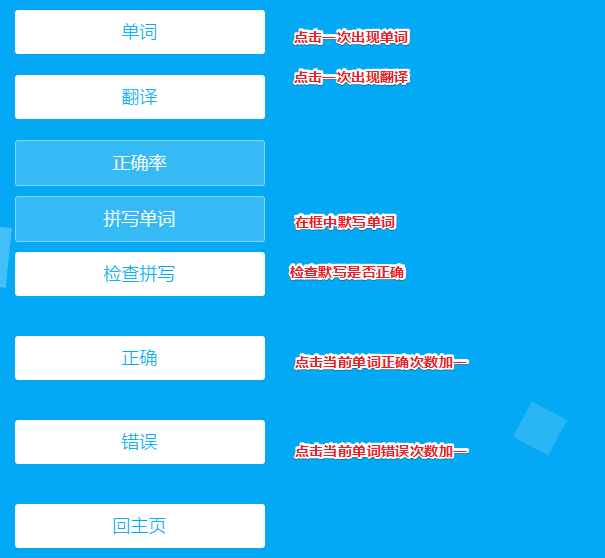 单词
点击一次出现单词
点击一次出现翻译
翻译
正确率
拼写单词
在框中默写单词
检查拼写
检查默写是否正确
正确
点击当前单词正确次数加一
错误
点击当前单词错误次数加一
回主页